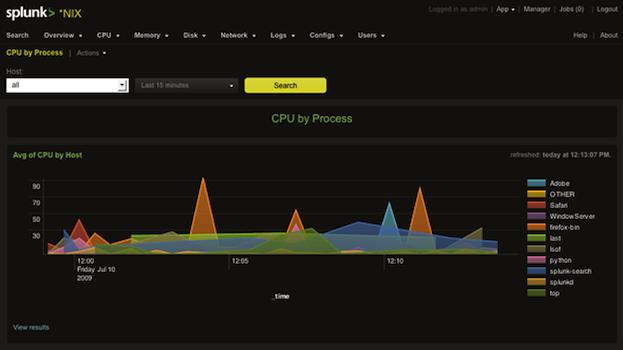 splunk> *NIX
Logged in as admin | App | Manager | Jobs (0) | Logout
Search Overview CPU Memory Disk Network Logs Configs Users Help | About
CPU by Process | Actions
Host:
all Last 15 minutes Search
CPU by Process
Avg of CPU by Host refreshed: today at 12:13:07 PM.
90
70
50
30
12:00 12:05 12:10
Friday Jul 10
2009
_time
Adobe
OTHER
Safari
WindowServer
firefox-bin
last
lsof
python
splunk-search
splunkd
top
View results